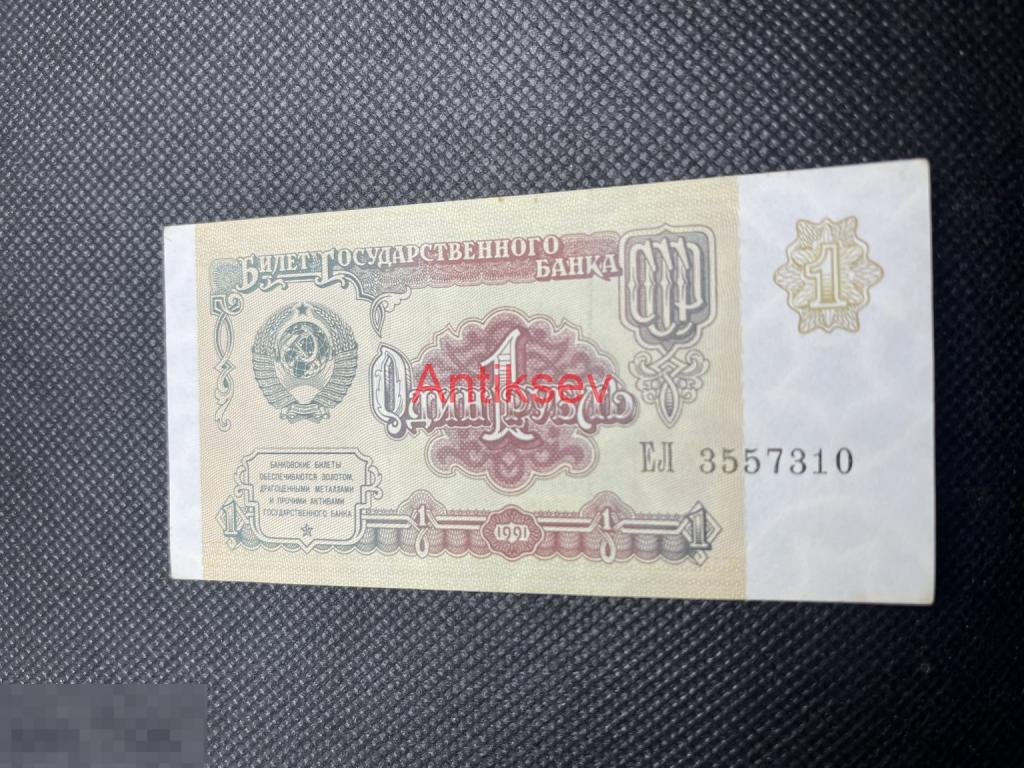 Билет Государственного
Банка
СССР
1
1
Один рубль
Antiksev
ЕЛ 3557310
БАНКОВСКИЕ БИЛЕТЫ
ОБЕСПЕЧИВАЮТСЯ ЗОЛОТОМ,
ДРАГОЦЕННЫМИ МЕТАЛЛАМИ
И ПРОЧИМИ АКТИВАМИ
ГОСУДАРСТВЕННОГО БАНКА
1 1 1991 1 1